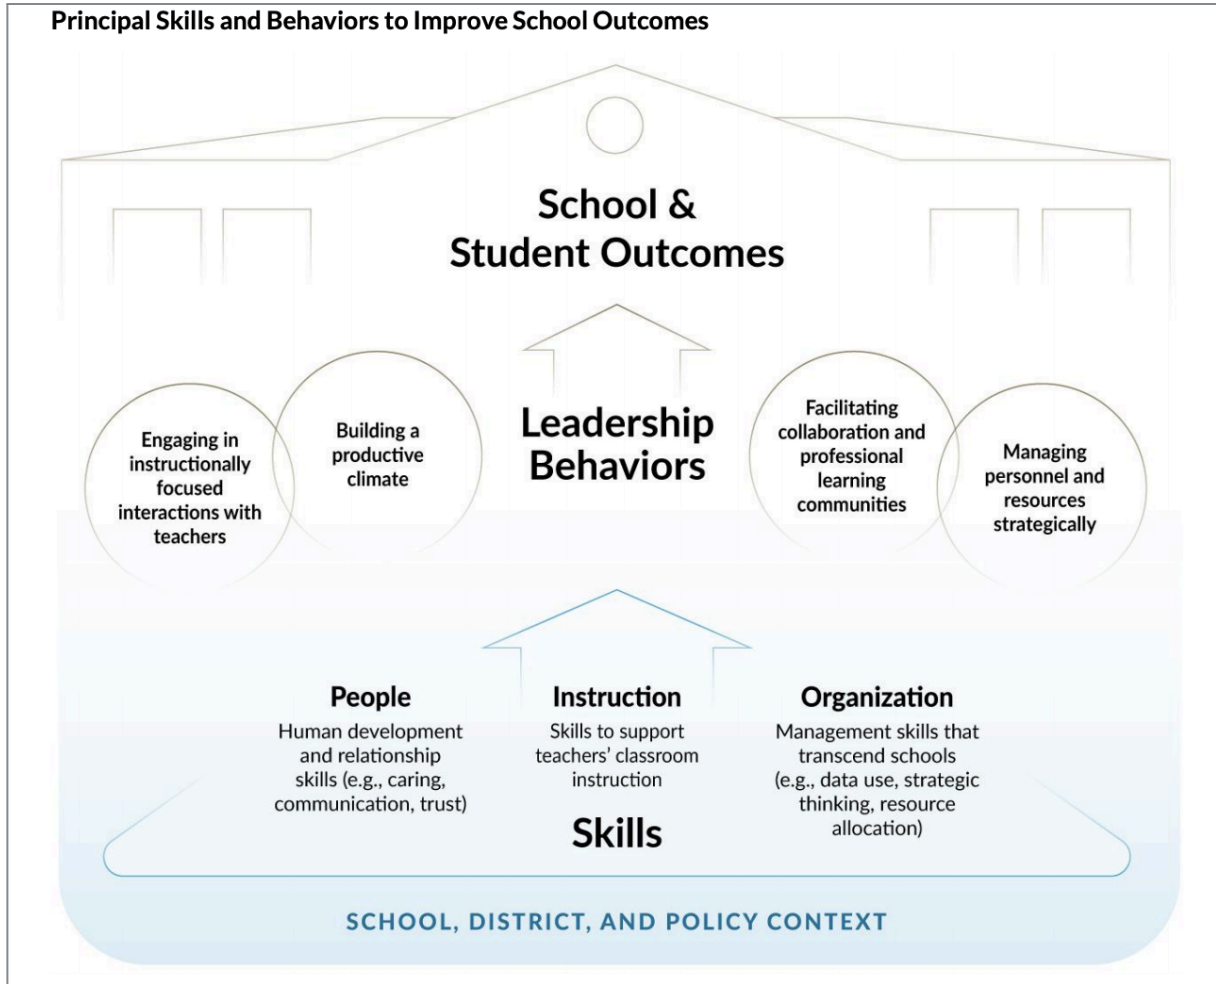 Principal Skills and Behaviors to Improve School Outcomes
School &
Student Outcomes
Engaging in
instructionally
focused
interactions with
teachers
Building a
productive
climate
Leadership
Behaviors
Facilitating
collaboration and
professional
learning
communities
Managing
personnel and
resources
strategically
People
Human development
and relationship
skills (e.g., caring,
communication, trust)
Instruction
Skills to support
teachers’ classroom
instruction
Organization
Management skills that
transcend schools
(e.g., data use, strategic
thinking, resource
allocation)
Skills
SCHOOL, DISTRICT, AND POLICY CONTEXT